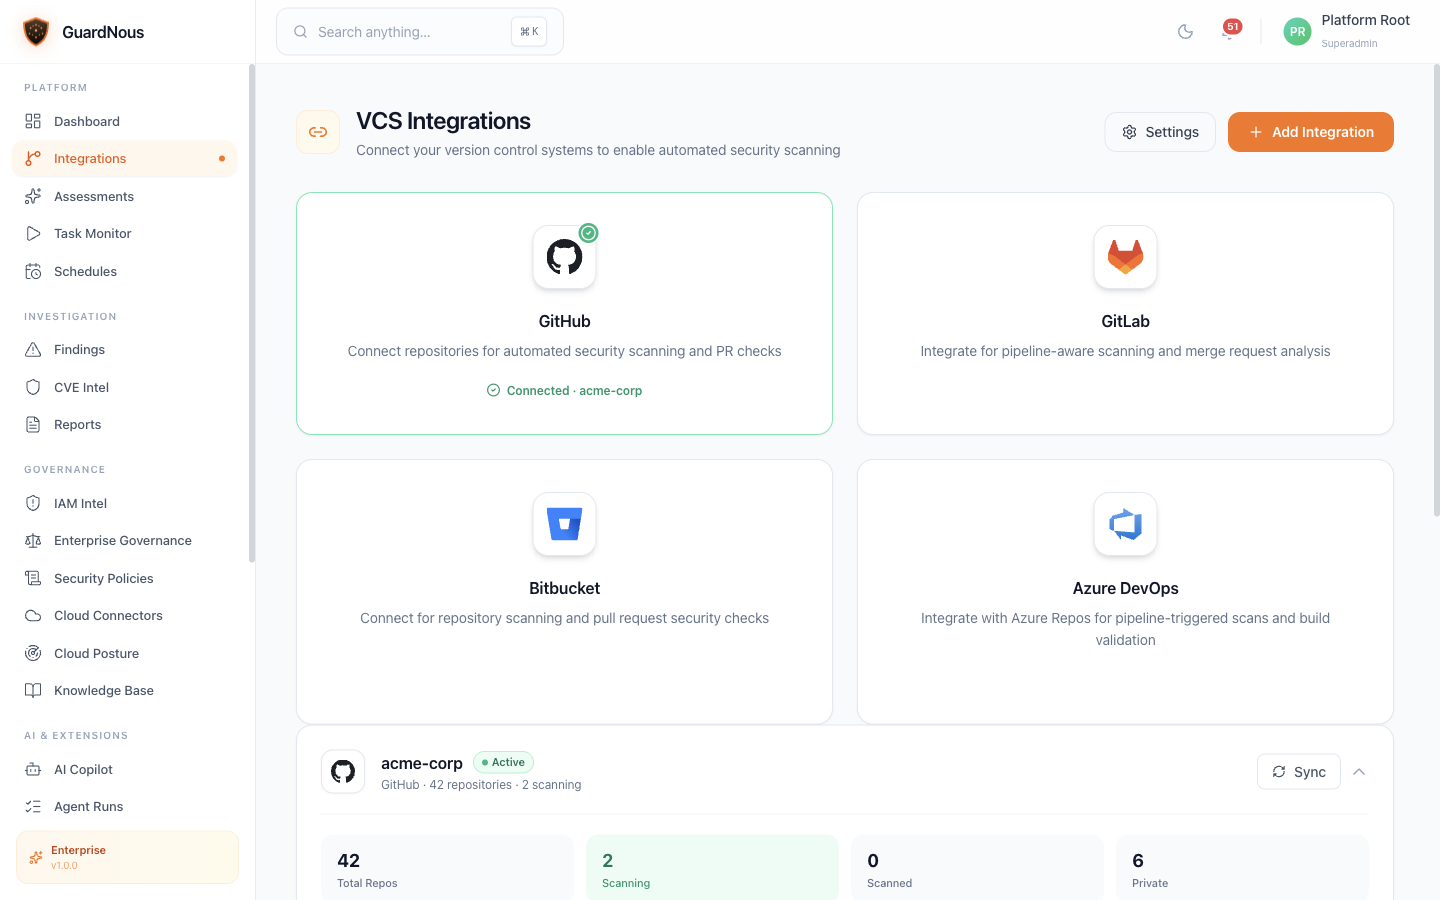 GuardNous
Search anything...
⌘ K
51
PR
Platform Root
Superadmin
PLATFORM
Dashboard
Integrations
Assessments
Task Monitor
Schedules
INVESTIGATION
Findings
CVE Intel
Reports
GOVERNANCE
IAM Intel
Enterprise Governance
Security Policies
Cloud Connectors
Cloud Posture
Knowledge Base
AI & EXTENSIONS
AI Copilot
Agent Runs
Enterprise
v1.0.0
VCS Integrations
Connect your version control systems to enable automated security scanning
Settings
Add Integration
GitHub
Connect repositories for automated security scanning and PR checks
Connected · acme-corp
GitLab
Integrate for pipeline-aware scanning and merge request analysis
Bitbucket
Connect for repository scanning and pull request security checks
Azure DevOps
Integrate with Azure Repos for pipeline-triggered scans and build
validation
acme-corp
Active
GitHub · 42 repositories · 2 scanning
Sync
42
Total Repos
2
Scanning
0
Scanned
6
Private